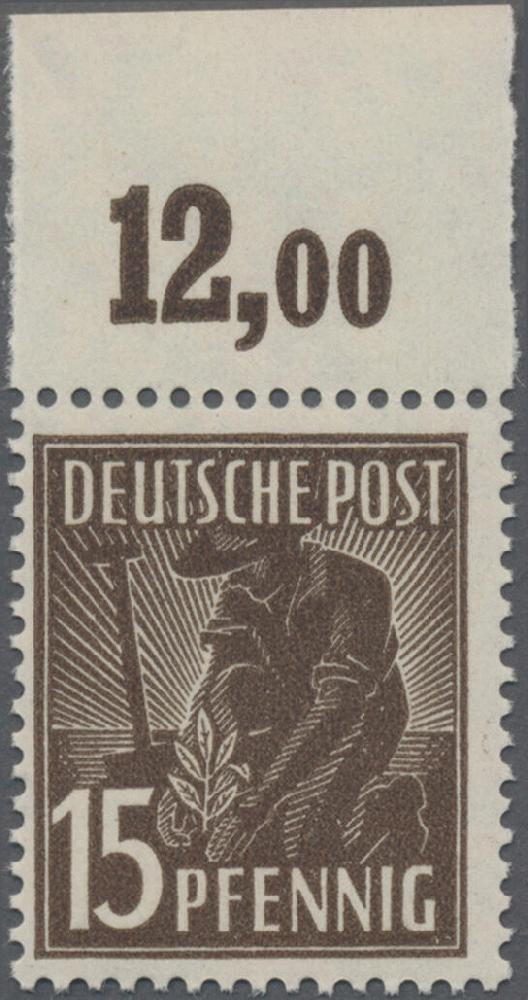 12,00
DEUTSCHE POST
15 PFENNIG